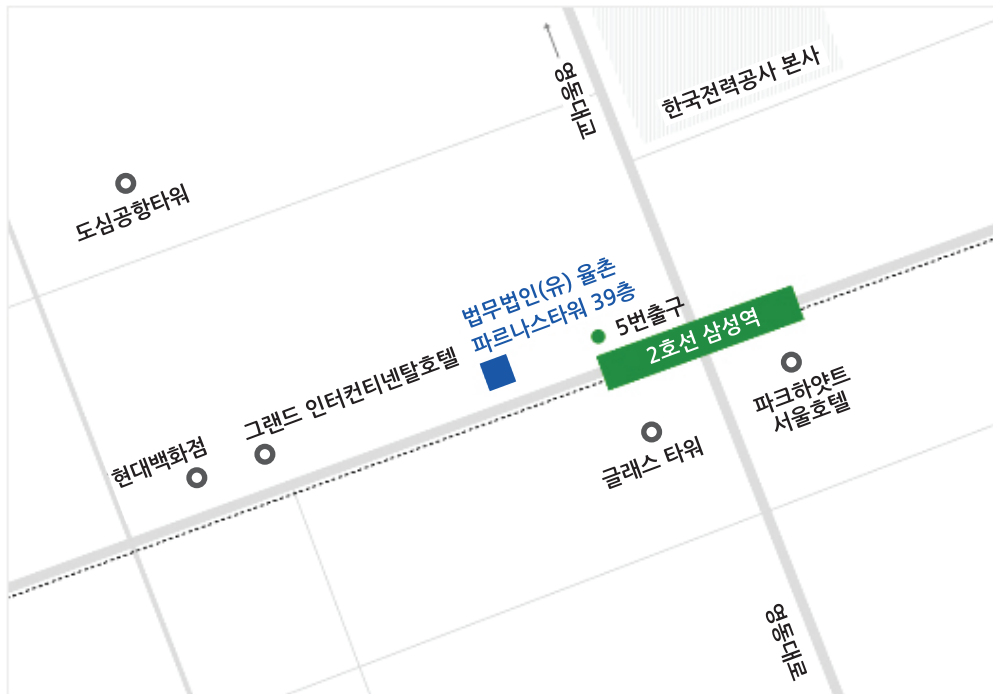 영동대교
한국전력공사 본사
도심공항타워
법무법인(유) 율촌
파르나스타워 39층
5번출구
2호선 삼성역
그랜드 인터컨티넨탈호텔
현대백화점
파크하얏트
서울호텔
글래스 타워
영동대로